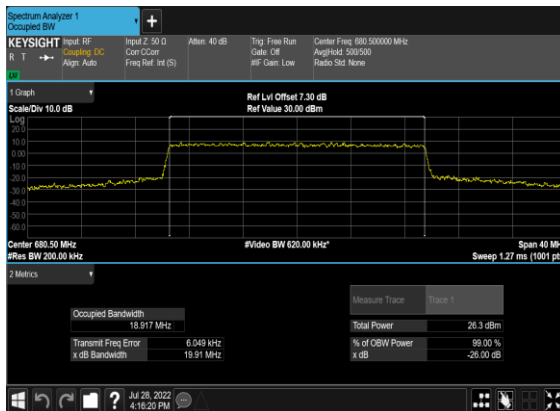 Spectrum Analyzer 1
Occupied BW
KEYSIGHT Input: RF Input Z: 50 Ω Atten: 40 dB Trig: Free Run Center Freq: 680.500000 MHz
R T Coupling: DC Corr CCorr Gate: Off Avg|Hold: 500/500
Align: Auto Freq Ref: Int (S) #IF Gain: Low Radio Std: None
1 Graph
Ref Lvl Offset 7.30 dB
Scale/Div 10.0 dB Ref Value 30.00 dBm
Log
20.0
10.0
0.00
-10.0
-20.0
-30.0
-40.0
-50.0
-60.0
Center 680.50 MHz #Video BW 620.00 kHz* Span 40 MH
#Res BW 200.00 kHz Sweep 1.27 ms (1001 pt
2 Metrics
Measure Trace Trace 1
Occupied Bandwidth
18.917 MHz Total Power 26.3 dBm
Transmit Freq Error 6.049 kHz % of OBW Power 99.00 %
x dB Bandwidth 19.91 MHz x dB -26.00 dB
Jul 28, 2022
4:16:20 PM